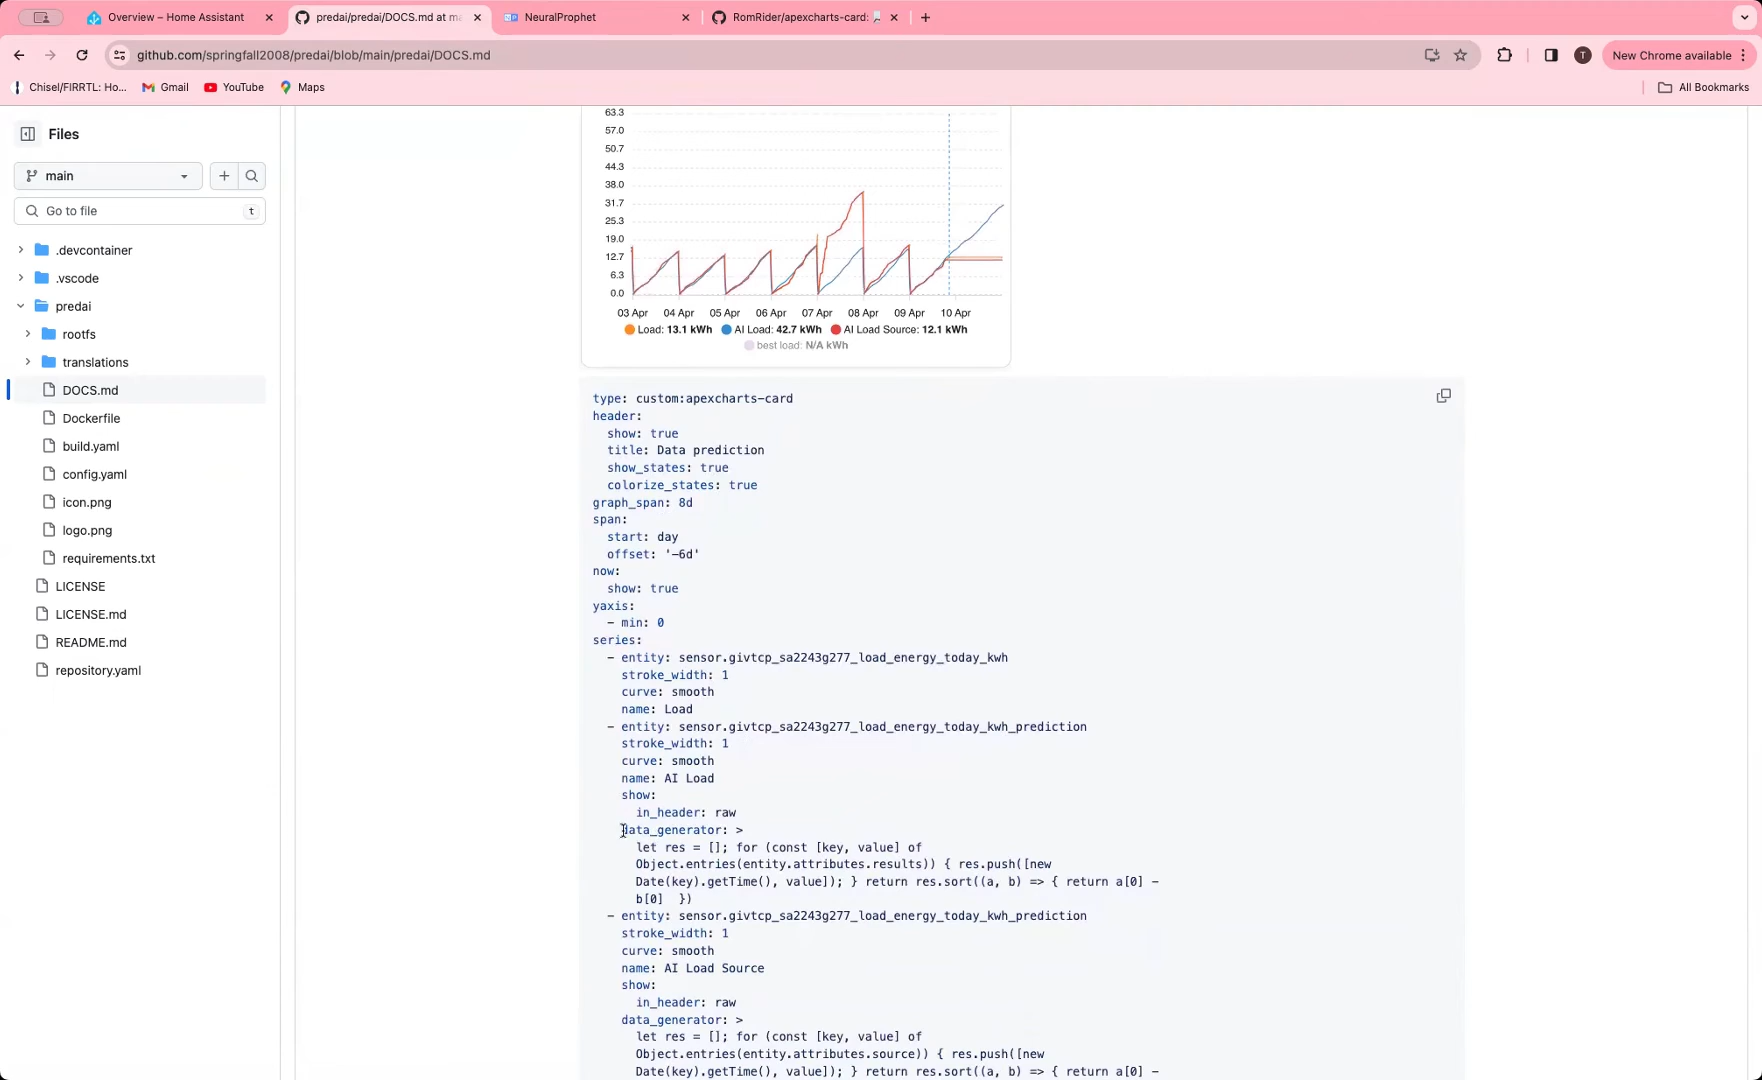 Overview – Home Assistant
predai/predai/DOCS.md at ma
NeuralProphet
RomRider/apexcharts-card:
github.com/springfall2008/predai/blob/main/predai/DOCS.md
T
New Chrome available
Chisel/FIRRTL: Ho...
Gmail
YouTube
Maps
All Bookmarks
Files
main
Go to file
t
.devcontainer
.vscode
predai
rootfs
translations
DOCS.md
Dockerfile
build.yaml
config.yaml
icon.png
logo.png
requirements.txt
LICENSE
LICENSE.md
README.md
repository.yaml
63.3
57.0
50.7
44.3
38.0
31.7
25.3
19.0
12.7
6.3
0.0
03 Apr 04 Apr 05 Apr 06 Apr 07 Apr 08 Apr 09 Apr 10 Apr
Load: 13.1 kWh AI Load: 42.7 kWh AI Load Source: 12.1 kWh
best load: N/A kWh
type: custom:apexcharts-card
header:
  show: true
  title: Data prediction
  show_states: true
  colorize_states: true
graph_span: 8d
span:
  start: day
  offset: '-6d'
now:
  show: true
yaxis:
  - min: 0
series:
  - entity: sensor.givtcp_sa2243g277_load_energy_today_kwh
    stroke_width: 1
    curve: smooth
    name: Load
  - entity: sensor.givtcp_sa2243g277_load_energy_today_kwh_prediction
    stroke_width: 1
    curve: smooth
    name: AI Load
    show:
      in_header: raw
    data_generator: >
      let res = []; for (const [key, value] of
      Object.entries(entity.attributes.results)) { res.push([new
      Date(key).getTime(), value]); } return res.sort((a, b) => { return a[0] -
      b[0]  })
  - entity: sensor.givtcp_sa2243g277_load_energy_today_kwh_prediction
    stroke_width: 1
    curve: smooth
    name: AI Load Source
    show:
      in_header: raw
    data_generator: >
      let res = []; for (const [key, value] of
      Object.entries(entity.attributes.source)) { res.push([new
      Date(key).getTime(), value]); } return res.sort((a, b) => { return a[0] -